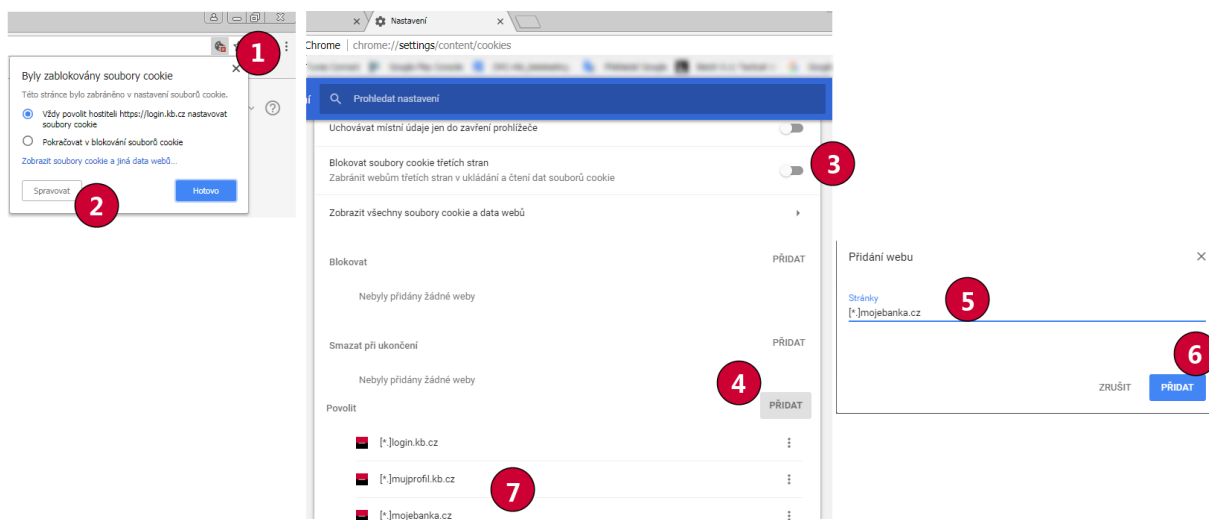 1
Byly zablokovány soubory cookie
Této stránce bylo zabráněno v nastavení souborů cookie.
Vždy povolit hostiteli https://login.kb.cz nastavovat
soubory cookie
Pokračovat v blokování souborů cookie
Zobrazit soubory cookie a jiná data webů...
Spravovat
Hotovo
2
Nastavení
Chrome | chrome://settings/content/cookies
Prohledat nastavení
Uchovávat místní údaje jen do zavření prohlížeče
Blokovat soubory cookie třetích stran
Zabránit webům třetích stran v ukládání a čtení dat souborů cookie
3
Zobrazit všechny soubory cookie a data webů
Blokovat
PŘIDAT
Nebyly přidány žádné weby
Smazat při ukončení
PŘIDAT
Nebyly přidány žádné weby
4
Povolit
PŘIDAT
[*.]login.kb.cz
[*.]mujprofil.kb.cz
7
[*.]mojebanka.cz
Přidání webu
Stránky
[*.]mojebanka.cz
5
6
ZRUŠIT
PŘIDAT